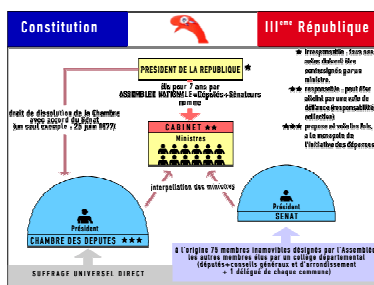 Constitution
IIIeme République
PRESIDENT DE LA REPUBLIQUE ★
élu pour 7 ans par
ASSEMBLEE NATIONALE = Députés + Sénateurs
nomme
★ irresponsable : tous ses
actes doivent être
contresignés par un
ministre.
★★ responsable : peut être
atteint par une vote de
défiance (responsabilité
collective)
★★★ propose et vote les lois,
a le monopole de
l'initiative des dépenses
droit de dissolution de la Chambre
avec accord du Sénat
(un seul exemple : 25 juin 1877)
CABINET ★★
Ministres
interpellation des ministres
Président
CHAMBRE DES DEPUTES ★★★
Président
SENAT
SUFFRAGE UNIVERSEL DIRECT
à l'origine 75 membres inamovibles désignés par l'Assemblée
les autres membres élus par un collège départemental
(députés+conseils généraux et d'arrondissement
+ 1 délégué de chaque commune)